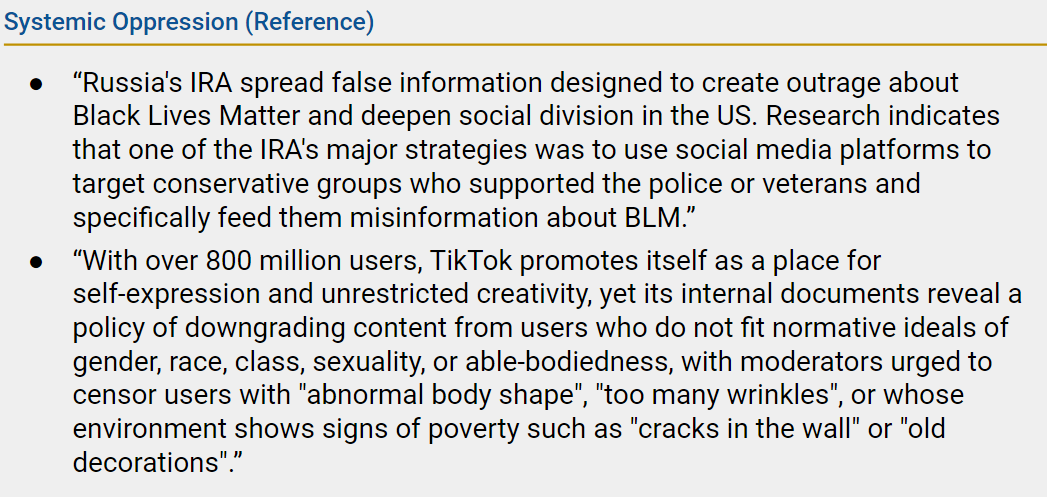 Systemic Oppression (Reference)
● “Russia's IRA spread false information designed to create outrage about
Black Lives Matter and deepen social division in the US. Research indicates
that one of the IRA's major strategies was to use social media platforms to
target conservative groups who supported the police or veterans and
specifically feed them misinformation about BLM.”
● “With over 800 million users, TikTok promotes itself as a place for
self-expression and unrestricted creativity, yet its internal documents reveal a
policy of downgrading content from users who do not fit normative ideals of
gender, race, class, sexuality, or able-bodiedness, with moderators urged to
censor users with "abnormal body shape", "too many wrinkles", or whose
environment shows signs of poverty such as "cracks in the wall" or "old
decorations".”